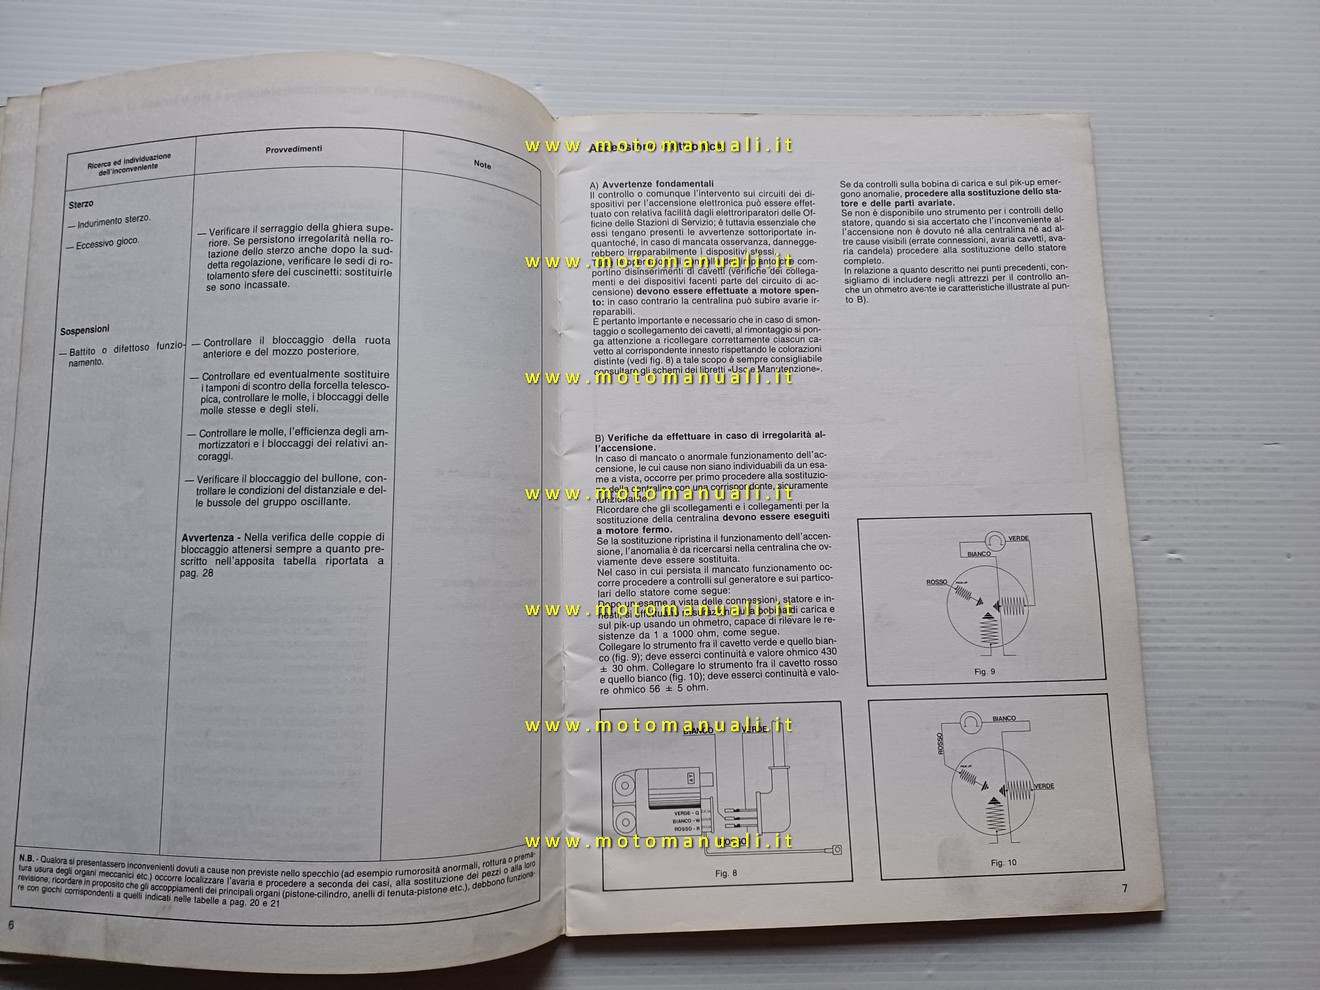 Ricerca ed individuazione
dell'inconveniente
Provvedimenti
Note
Sterzo
— Indurimento sterzo.
— Eccessivo gioco.
— Verificare il serraggio della ghiera supe-
riore. Se persistono irregolarità nella ro-
tazione dello sterzo anche dopo la sud-
detta regolazione, verificare le sedi di ro-
tolamento sfere dei cuscinetti: sostituirle
se sono incassate.
Sospensioni
— Battito o difettoso funzio-
namento.
— Controllare il bloccaggio della ruota
anteriore e del mozzo posteriore.
— Controllare ed eventualmente sostituire
i tamponi di scontro della forcella telesco-
pica, controllare le molle, i bloccaggi delle
molle stesse e degli steli.
— Controllare le molle, l'efficienza degli am-
mortizzatori e i bloccaggi dei relativi an-
coraggi.
— Verificare il bloccaggio del bullone, con-
trollare le condizioni del distanziale e del-
le bussole del gruppo oscillante.
Avvertenza - Nella verifica delle coppie di
bloccaggio attenersi sempre a quanto pre-
scritto nell'apposita tabella riportata a
pag. 28
N.B. - Qualora si presentassero inconvenienti dovuti a cause non previste nello specchio (ad esempio rumorosità anormali, rottura o prema-
tura usura degli organi meccanici etc.) occorre localizzare l'avaria e procedere a seconda dei casi, alla sostituzione dei pezzi o alla loro
revisione; ricordare in proposito che gli accoppiamenti dei principali organi (pistone-cilindro, anelli di tenuta-pistone etc.), debbono funziona-
re con giochi corrispondenti a quelli indicati nelle tabelle a pag. 20 e 21
6
www.motomanuali.it
A) Avvertenze fondamentali
Il controllo o comunque l'intervento sui circuiti dei di-
spositivi per l'accensione elettronica può essere effet-
tuato con relativa facilità dagli elettroriparatori delle Of-
ficine delle Stazioni di Servizio; è tuttavia essenziale che
essi tengano presenti le avvertenze sottoriportate in-
quantoché, in caso di mancata osservanza, dannegge-
rebbero irreparabilmente i dispositivi stessi.
www.motomanuali.it
portino disinserimenti di cavetti (verifiche dei collega-
menti e dei dispositivi facenti parte del circuito di ac-
censione) devono essere effettuate a motore spen-
to: in caso contrario la centralina può subire avarie ir-
reparabili.
È pertanto importante e necessario che in caso di smon-
taggio o scollegamento dei cavetti, al rimontaggio si pon-
ga attenzione a ricollegare correttamente ciascun ca-
vetto al corrispondente innesto rispettando le colorazioni
distinte (vedi fig. 8) a tale scopo è sempre consigliabile
consultare gli schemi dei libretti «Uso e Manutenzione».
www.motomanuali.it
B) Verifiche da effettuare in caso di irregolarità al-
l'accensione.
In caso di mancato o anormale funzionamento dell'ac-
censione, le cui cause non siano individuabili da un esa-
me a vista, occorre per primo procedere alla sostituzio-
ne della centralina con una corrispondente, sicuramente
funzionante.
www.motomanuali.it
Ricordare che gli scollegamenti e i collegamenti per la
sostituzione della centralina devono essere eseguiti
a motore fermo.
Se la sostituzione ripristina il funzionamento dell'accen-
sione, l'anomalia è da ricercarsi nella centralina che ov-
viamente deve essere sostituita.
Nel caso in cui persista il mancato funzionamento oc-
corre procedere a controlli sul generatore e sui partico-
lari dello statore come segue:
Dopo un esame a vista delle connessioni, statore e in-
www.motomanuali.it
sul pik-up usando un ohmetro, capace di rilevare le re-
sistenze da 1 a 1000 ohm, come segue.
Collegare lo strumento fra il cavetto verde e quello bian-
co (fig. 9); deve esserci continuità e valore ohmico 430
± 30 ohm. Collegare lo strumento fra il cavetto rosso
e quello bianco (fig. 10); deve esserci continuità e valo-
re ohmico 56 ± 5 ohm.
www.motomanuali.it
BIANCO
VERDE
VERDE - G
BIANCO - W
ROSSO - R
www.motomanuali.it
Fig. 8
Se da controlli sulla bobina di carica e sul pik-up emer-
gono anomalie, procedere alla sostituzione dello sta-
tore e delle parti avariate.
Se non è disponibile uno strumento per i controlli dello
statore, quando si sia accertato che l'inconveniente al-
l'accensione non è dovuto né alla centralina né ad al-
tre cause visibili (errate connessioni, avaria cavetti, ava-
ria candela) procedere alla sostituzione dello statore
completo.
In relazione a quanto descritto nei punti precedenti, con-
sigliamo di includere negli attrezzi per il controllo an-
che un ohmetro avente le caratteristiche illustrate al pun-
to B).
VERDE
BIANCO
ROSSO
PICK-UP
Fig. 9
BIANCO
ROSSO
PICK-UP
VERDE
Fig. 10
7